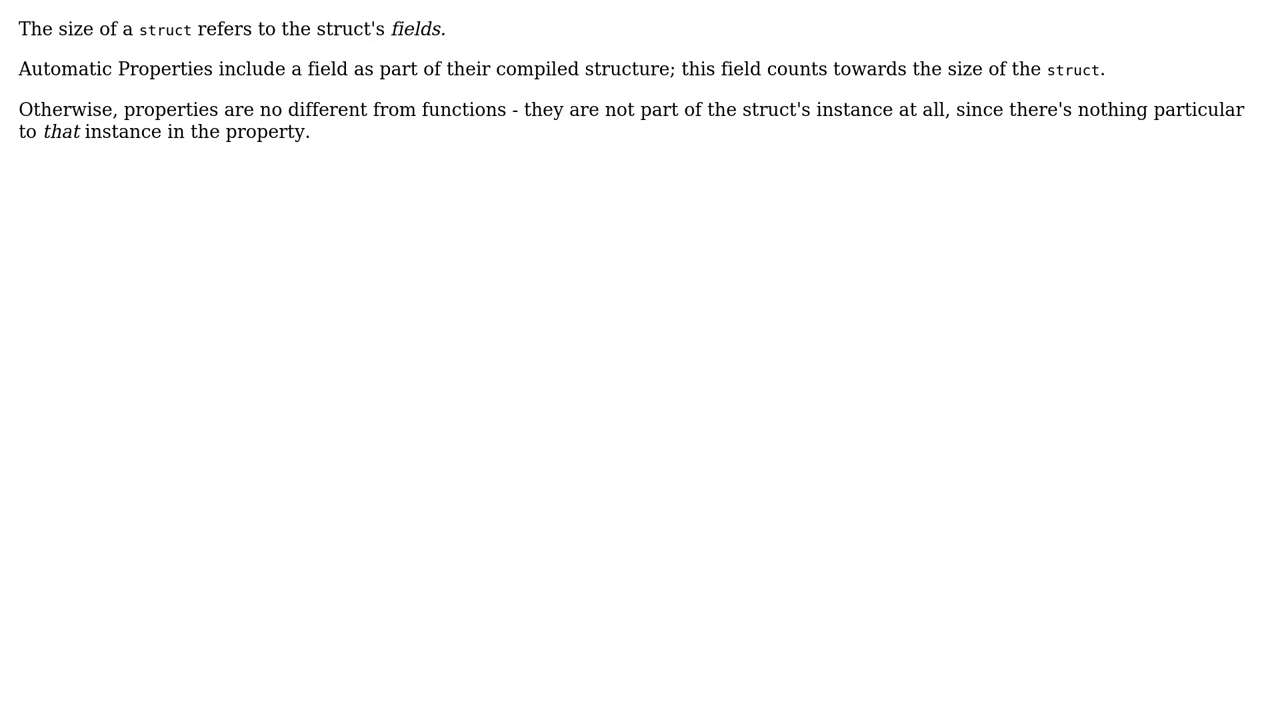 The size of a struct refers to the struct's fields.
Automatic Properties include a field as part of their compiled structure; this field counts towards the size of the struct.
Otherwise, properties are no different from functions - they are not part of the struct's instance at all, since there's nothing particular
to that instance in the property.